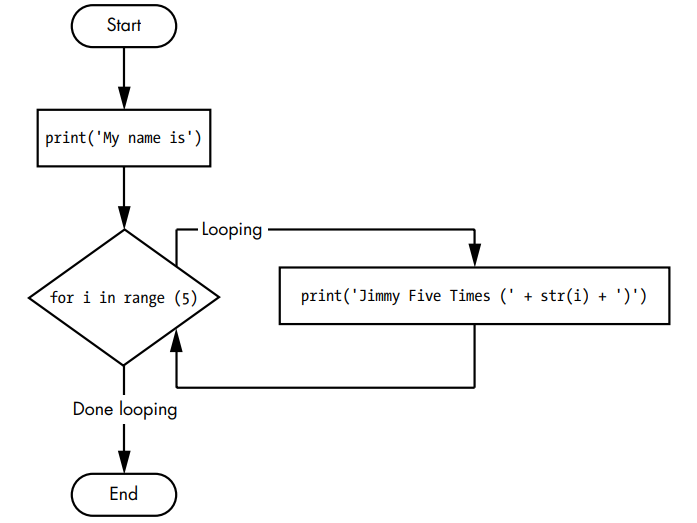 Start
print('My name is')
Looping
for i in range (5)
print('Jimmy Five Times (' + str(i) + ')')
Done looping
End